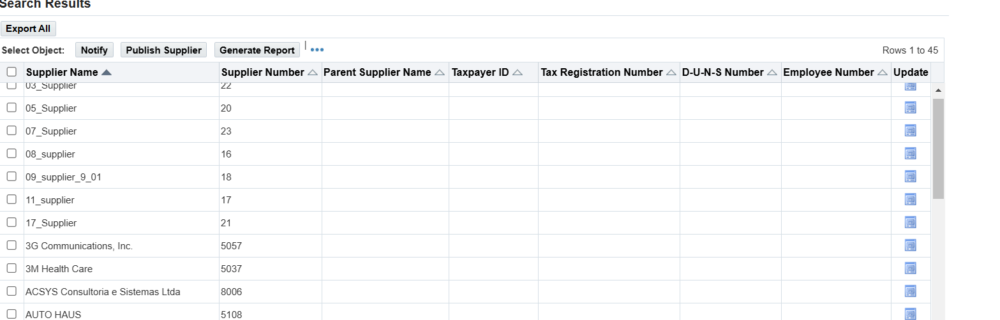 Search Results
Export All
Select Object: Notify Publish Supplier Generate Report | ••• Rows 1 to 45
Supplier Name Supplier Number Parent Supplier Name Taxpayer ID Tax Registration Number D-U-N-S Number Employee Number Update
03_Supplier 22
05_Supplier 20
07_Supplier 23
08_supplier 16
09_supplier_9_01 18
11_supplier 17
17_Supplier 21
3G Communications, Inc. 5057
3M Health Care 5037
ACSYS Consultoria e Sistemas Ltda 8006
AUTO HAUS 5108